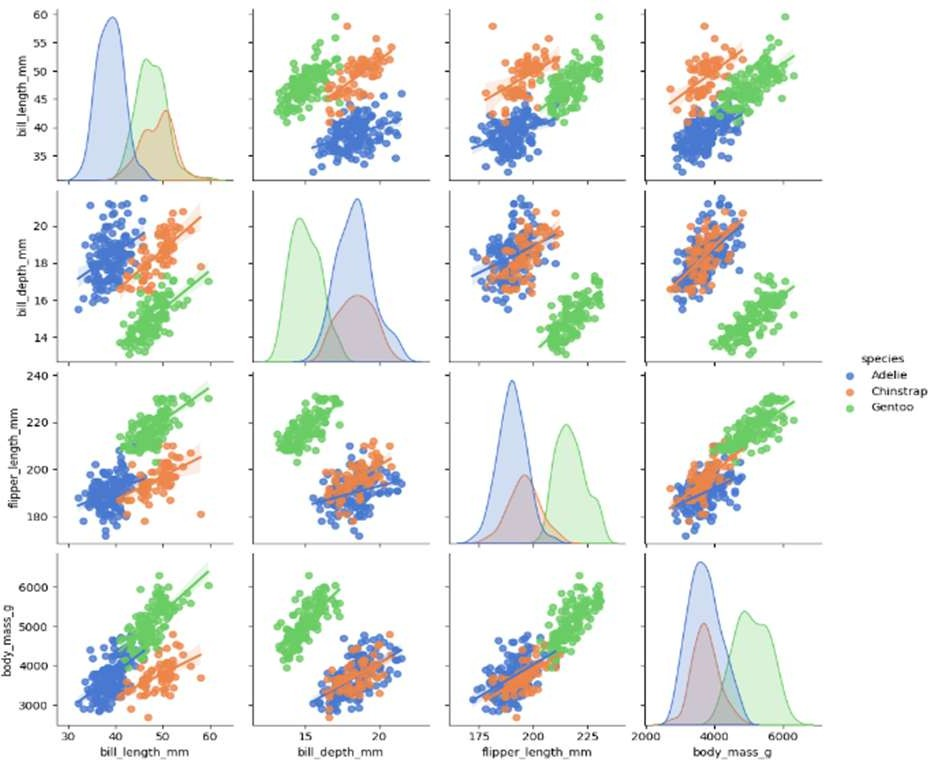 60
55
50
45
40
35
bill_length_mm
20
18
16
14
bill_depth_mm
240
220
200
180
flipper_length_mm
6000
5000
4000
3000
body_mass_g
30 40 50 60
bill_length_mm
15 20
bill_depth_mm
175 200 225
flipper_length_mm
2000 4000 6000
body_mass_g
species
Adelie
Chinstrap
Gentoo